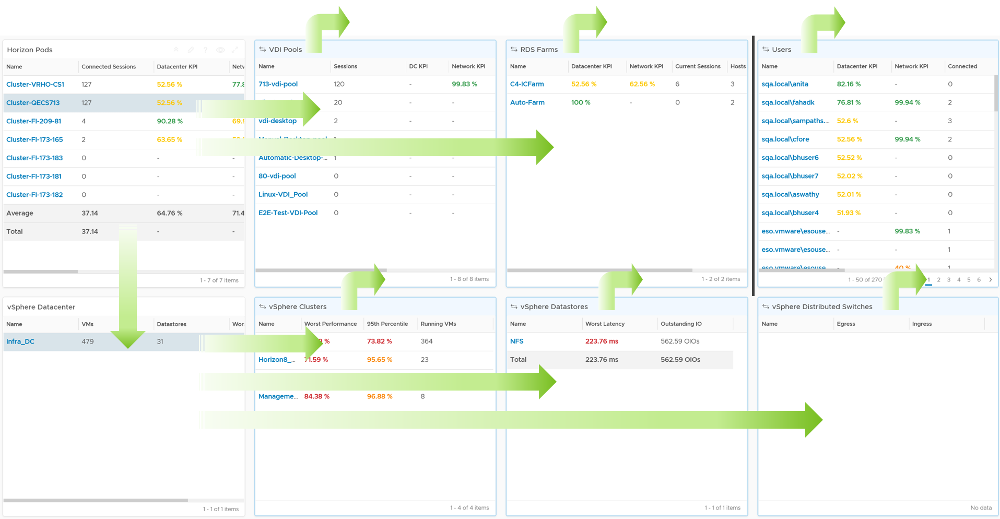 Horizon Pods
Name Connected Sessions Datacenter KPI Netw
Cluster-VRHO-CS1 127 52.56 % 77.8
Cluster-QECS713 127 52.56 %
Cluster-FI-209-81 4 90.28 % 69.9
Cluster-FI-173-165 2 63.65 %
Cluster-FI-173-183 0 - -
Cluster-FI-173-181 0 - -
Cluster-FI-173-182 0 - -
Average 37.14 64.76 % 71.4
Total 37.14 - -
1 - 7 of 7 items
VDI Pools
Name Sessions DC KPI Network KPI
713-vdi-pool 120 - 99.83 %
20 - -
vdi-desktop 2 - -
Manual-Desktop-pool 1
Automatic-Desktop-... 1 - -
80-vdi-pool 0 - -
Linux-VDI_Pool 0 - -
E2E-Test-VDI-Pool 0 - -
1 - 8 of 8 items
RDS Farms
Name Datacenter KPI Network KPI Current Sessions Hosts
C4-ICFarm 52.56 % 62.56 % 6 3
Auto-Farm 100 % - 0 2
1 - 2 of 2 items
Users
Name Datacenter KPI Network KPI Connected
sqa.local\anita 82.16 % - 0
sqa.local\fahadk 76.81 % 99.94 % 2
sqa.local\sampaths.... 52.6 % - 3
sqa.local\cfore 52.56 % 99.94 % 2
sqa.local\bhuser6 52.52 % - 0
sqa.local\bhuser7 52.02 % - 0
sqa.local\aswathy 52.01 % - 0
sqa.local\bhuser4 51.93 % - 0
eso.vmware\esouse... - 99.83 % 1
eso.vmware\esouse... - - 1
eso.vmware\esouse... - 40 % 1
1 - 50 of 270 1 2 3 4 5 6
vSphere Datacenter
Name VMs Datastores Wor
Infra_DC 479 31
1 - 1 of 1 items
vSphere Clusters
Name Worst Performance 95th Percentile Running VMs
% 73.82 % 364
Horizon8_... 71.59 % 95.65 % 23
Manageme... 84.38 % 96.88 % 8
1 - 4 of 4 items
vSphere Datastores
Name Worst Latency Outstanding IO
NFS 223.76 ms 562.59 OIOs
Total 223.76 ms 562.59 OIOs
1 - 1 of 1 items
vSphere Distributed Switches
Name Egress Ingress
No data